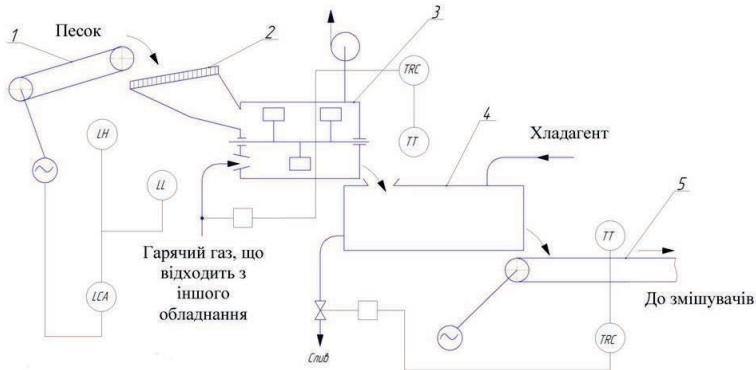 1
Песок
2
3
TRC
TT
4
Хладагент
LH
LL
LCA
Гарячий газ, що
відходить з
іншого
обладнання
TT
5
До змішувачів
TRC
Слив